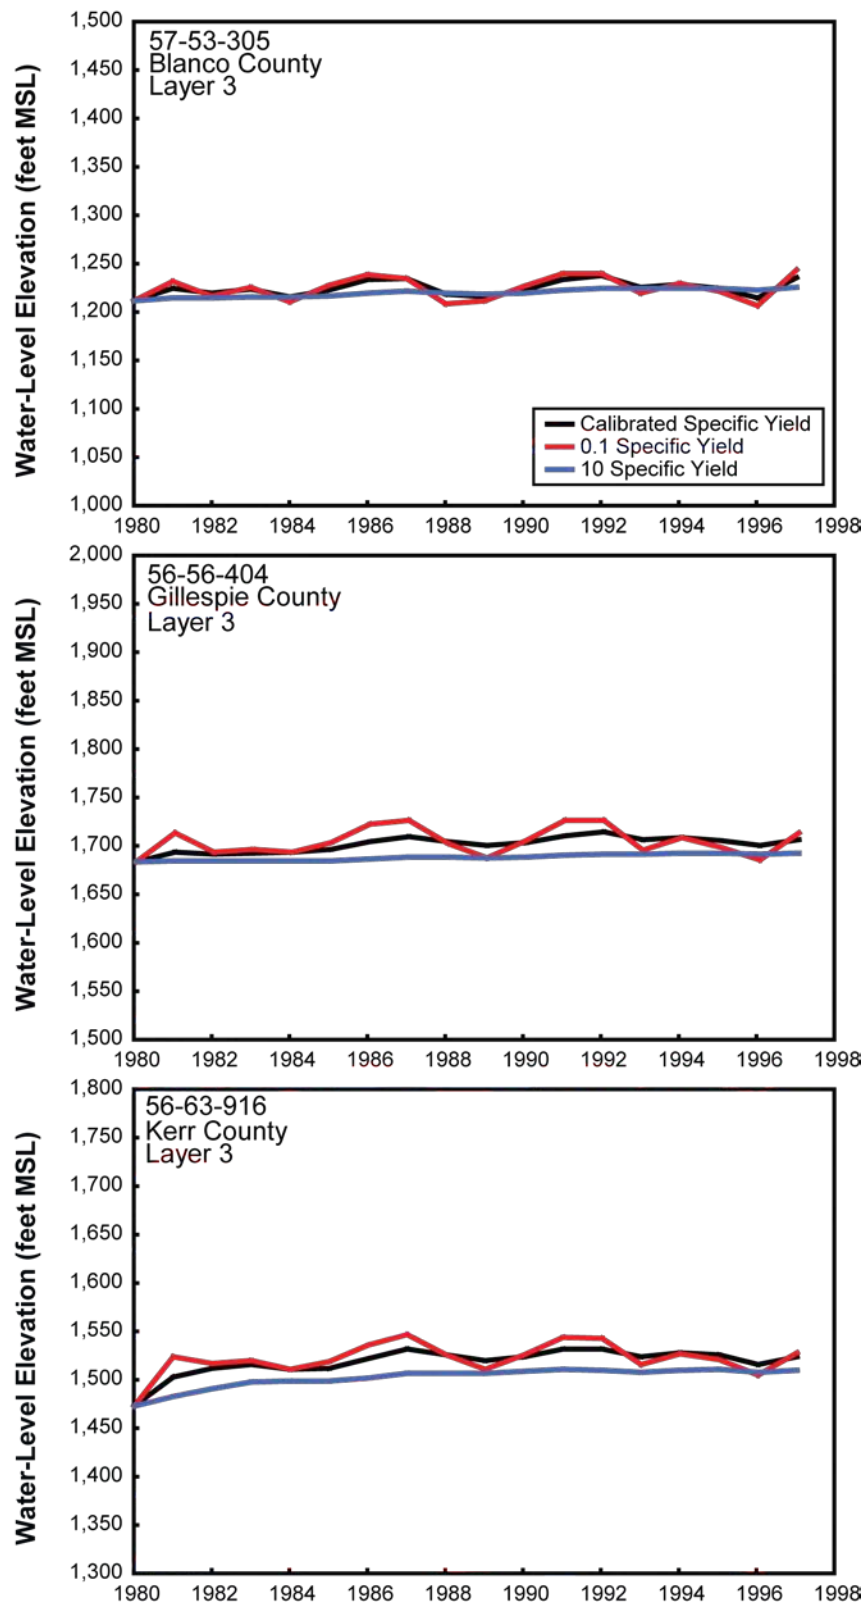 Water-Level Elevation (feet MSL)
1,500
1,450
1,400
1,350
1,300
1,250
1,200
1,150
1,100
1,050
1,000
57-53-305
Blanco County
Layer 3
Calibrated Specific Yield
0.1 Specific Yield
10 Specific Yield
1980 1982 1984 1986 1988 1990 1992 1994 1996 1998
Water-Level Elevation (feet MSL)
2,000
1,950
1,900
1,850
1,800
1,750
1,700
1,650
1,600
1,550
1,500
56-56-404
Gillespie County
Layer 3
1980 1982 1984 1986 1988 1990 1992 1994 1996 1998
Water-Level Elevation (feet MSL)
1,800
1,750
1,700
1,650
1,600
1,550
1,500
1,450
1,400
1,350
1,300
56-63-916
Kerr County
Layer 3
1980 1982 1984 1986 1988 1990 1992 1994 1996 1998